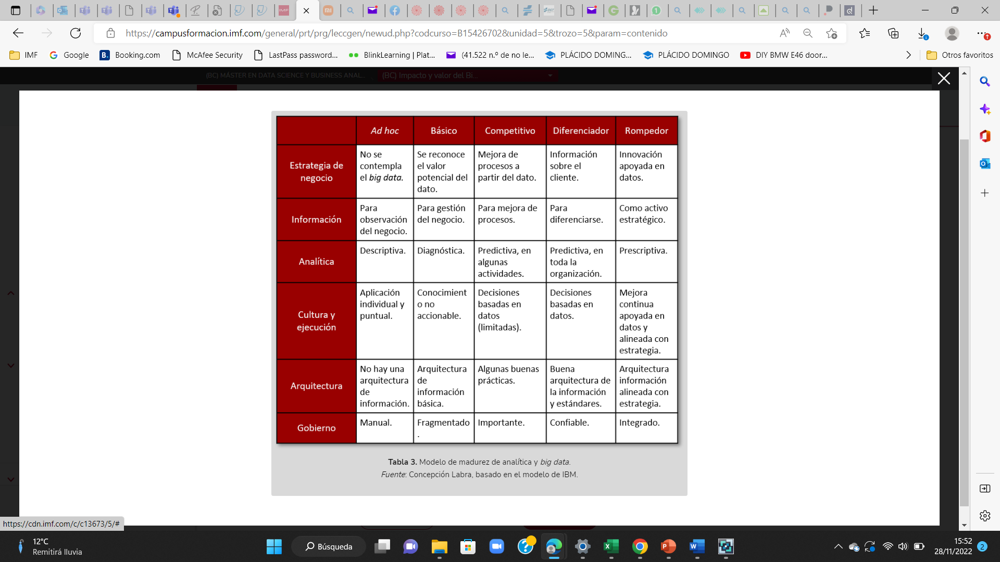 https://campusformacion.imf.com/general/prt/prg/leccgen/newud.php?codcurso=B15426702&unidad=5&trozo=5&param=contenido
IMF
Google
Booking.com
McAfee Security
LastPass password...
BlinkLearning | Plat...
(41.522 n.º de no le...
PLÁCIDO DOMING...
PLÁCIDO DOMINGO
DIY BMW E46 door...
Otros favoritos
(BC) MÁSTER EN DATA SCIENCE Y BUSINESS ANAL...
(BC) Impacto y valor del Bi...
Ad hoc
Básico
Competitivo
Diferenciador
Rompedor
Estrategia de
negocio
No se
contempla
el big data.
Se reconoce
el valor
potencial del
dato.
Mejora de
procesos a
partir del dato.
Información
sobre el
cliente.
Innovación
apoyada en
datos.
Información
Para
observación
del negocio.
Para gestión
del negocio.
Para mejora de
procesos.
Para
diferenciarse.
Como activo
estratégico.
Analítica
Descriptiva.
Diagnóstica.
Predictiva, en
algunas
actividades.
Predictiva, en
toda la
organización.
Prescriptiva.
Cultura y
ejecución
Aplicación
individual y
puntual.
Conocimient
o no
accionable.
Decisiones
basadas en
datos
(limitadas).
Decisiones
basadas en
datos.
Mejora
continua
apoyada en
datos y
alineada con
estrategia.
Arquitectura
No hay una
arquitectura
de
información.
Arquitectura
de
información
básica.
Algunas buenas
prácticas.
Buena
arquitectura de
la información
y estándares.
Arquitectura
información
alineada con
estrategia.
Gobierno
Manual.
Fragmentado
.
Importante.
Confiable.
Integrado.
Tabla 3. Modelo de madurez de analítica y big data.
Fuente: Concepción Labra, basado en el modelo de IBM.
https://cdn.imf.com/c/c13673/5/#
12°C
Remitirá lluvia
Búsqueda
15:52
28/11/2022
2